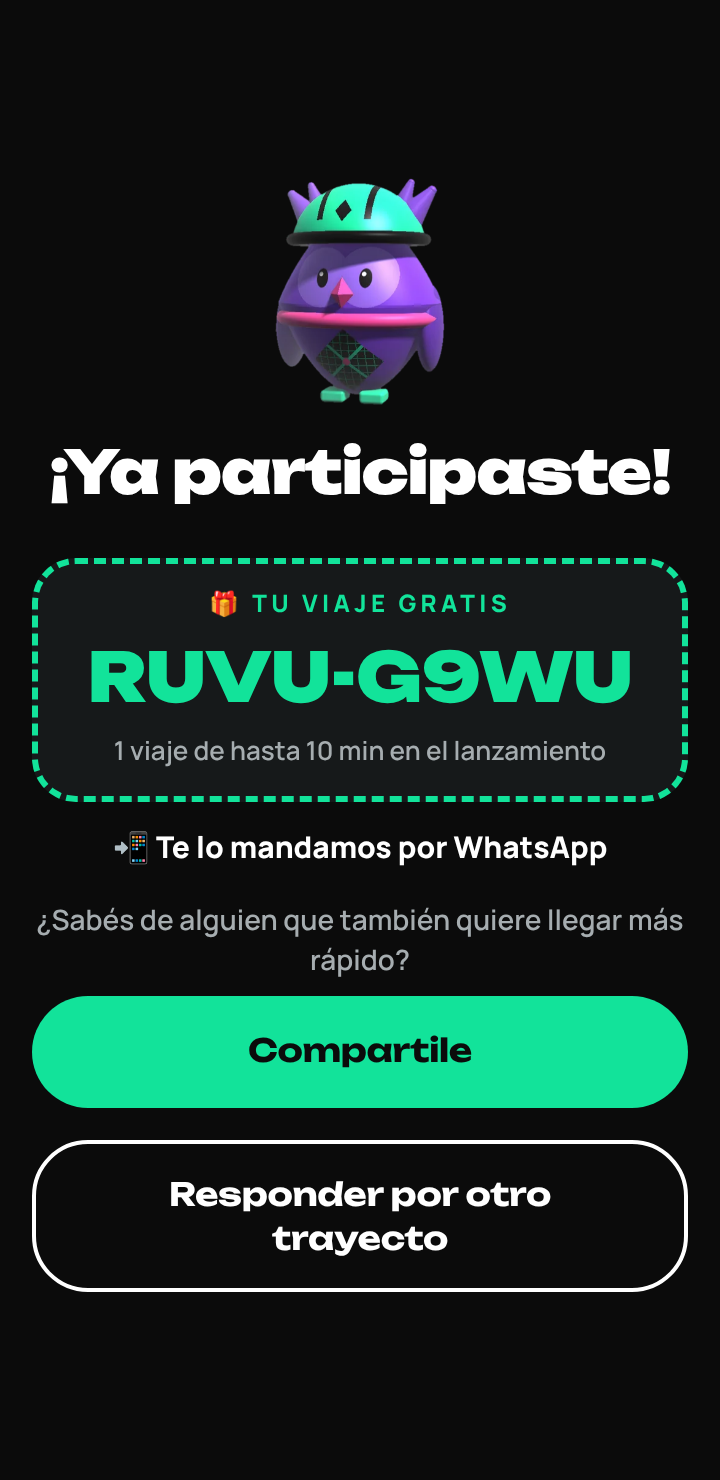 ¡Ya participaste!
🎁 TU VIAJE GRATIS
RUVU-G9WU
1 viaje de hasta 10 min en el lanzamiento
📲 Te lo mandamos por WhatsApp
¿Sabés de alguien que también quiere llegar más
rápido?
Compartile
Responder por otro
trayecto